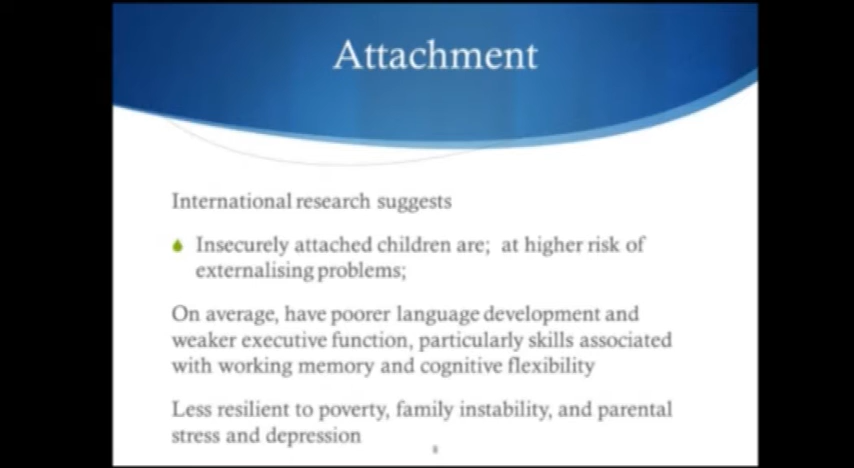 Attachment
International research suggests
Insecurely attached children are;  at higher risk of
externalising problems;
On average, have poorer language development and
weaker executive function, particularly skills associated
with working memory and cognitive flexibility
Less resilient to poverty, family instability, and parental
stress and depression